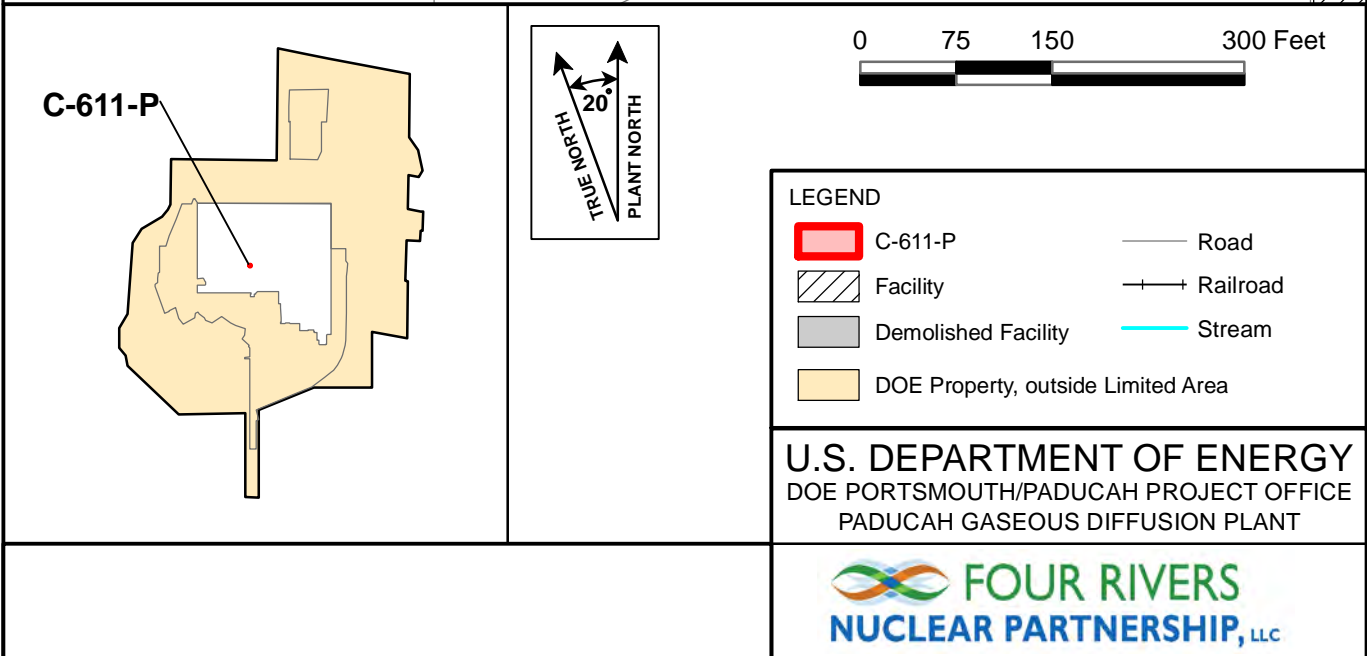 C-611-P
20°
TRUE NORTH
PLANT NORTH
0 75 150 300 Feet
LEGEND
C-611-P
Road
Facility
Railroad
Demolished Facility
Stream
DOE Property, outside Limited Area
U.S. DEPARTMENT OF ENERGY
DOE PORTSMOUTH/PADUCAH PROJECT OFFICE
PADUCAH GASEOUS DIFFUSION PLANT
FOUR RIVERS
NUCLEAR PARTNERSHIP, LLC